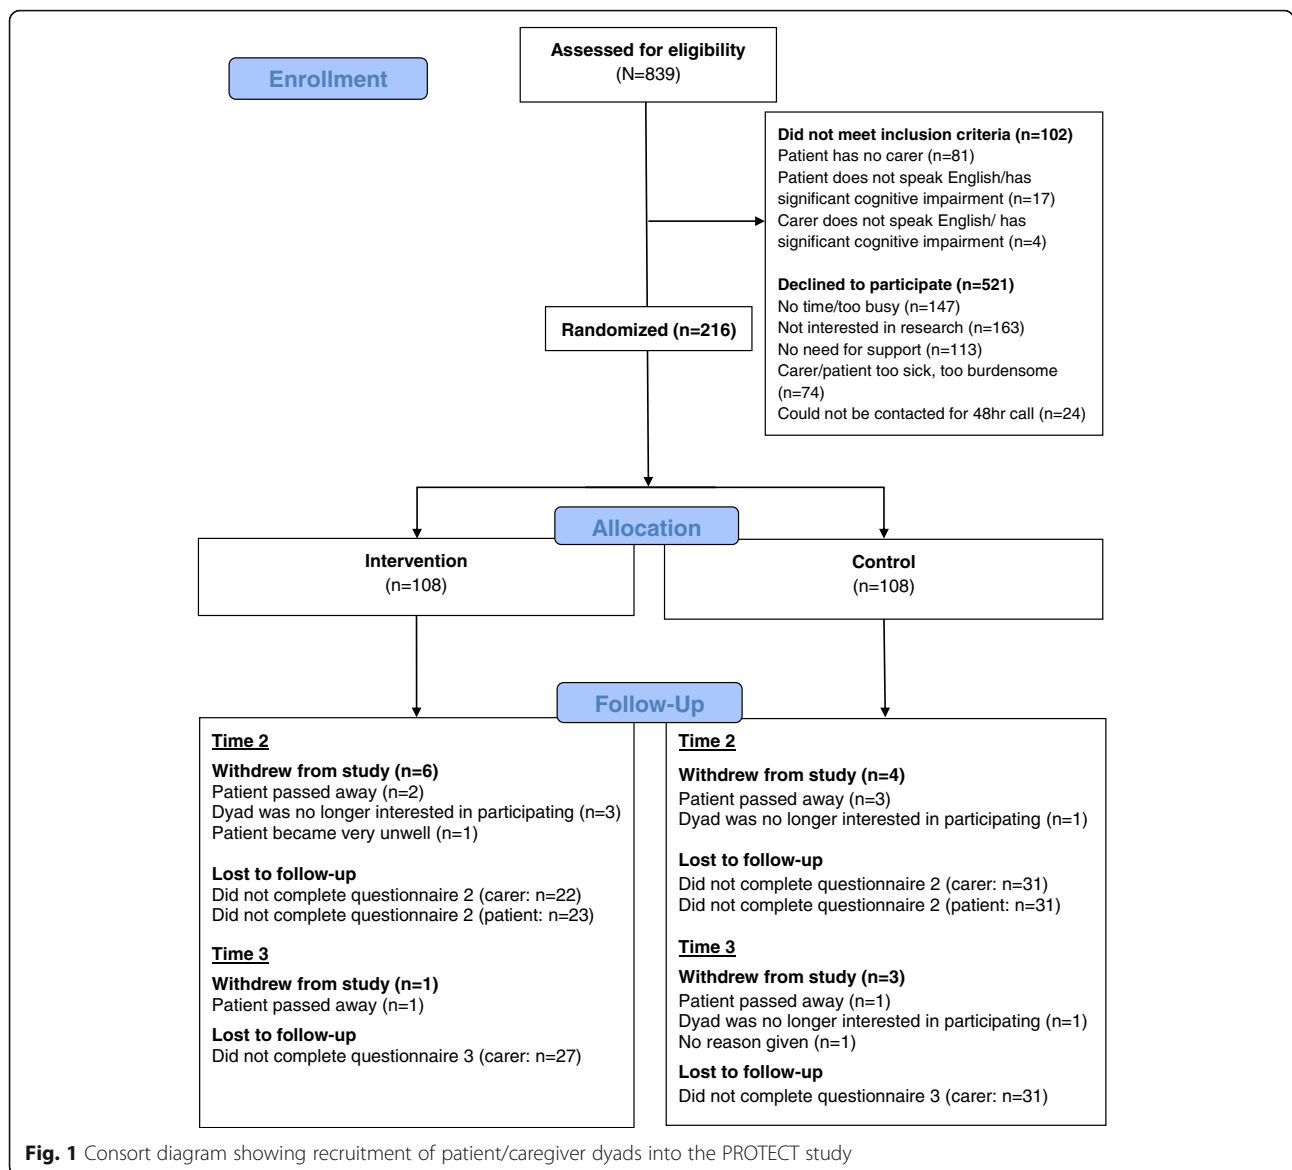 Enrollment
Assessed for eligibility
(N=839)
Did not meet inclusion criteria (n=102)
Patient has no carer (n=81)
Patient does not speak English/has
significant cognitive impairment (n=17)
Carer does not speak English/ has
significant cognitive impairment (n=4)
Declined to participate (n=521)
No time/too busy (n=147)
Not interested in research (n=163)
No need for support (n=113)
Carer/patient too sick, too burdensome
(n=74)
Could not be contacted for 48hr call (n=24)
Randomized (n=216)
Allocation
Intervention
(n=108)
Control
(n=108)
Follow-Up
Time 2
Withdrew from study (n=6)
Patient passed away (n=2)
Dyad was no longer interested in participating (n=3)
Patient became very unwell (n=1)
Lost to follow-up
Did not complete questionnaire 2 (carer: n=22)
Did not complete questionnaire 2 (patient: n=23)
Time 3
Withdrew from study (n=1)
Patient passed away (n=1)
Lost to follow-up
Did not complete questionnaire 3 (carer: n=27)
Time 2
Withdrew from study (n=4)
Patient passed away (n=3)
Dyad was no longer interested in participating (n=1)
Lost to follow-up
Did not complete questionnaire 2 (carer: n=31)
Did not complete questionnaire 2 (patient: n=31)
Time 3
Withdrew from study (n=3)
Patient passed away (n=1)
Dyad was no longer interested in participating (n=1)
No reason given (n=1)
Lost to follow-up
Did not complete questionnaire 3 (carer: n=31)
Fig. 1 Consort diagram showing recruitment of patient/caregiver dyads into the PROTECT study